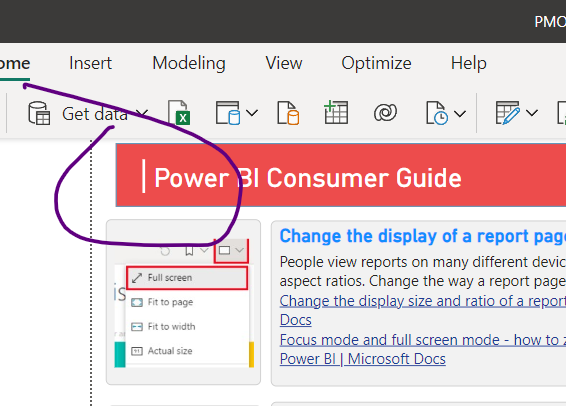 PMO
ome
Insert
Modeling
View
Optimize
Help
Get data
| Power BI Consumer Guide
Full screen
Fit to page
Fit to width
Actual size
Change the display of a report page
People view reports on many different devic
aspect ratios. Change the way a report page
Change the display size and ratio of a report
Docs
Focus mode and full screen mode - how to z
Power BI | Microsoft Docs